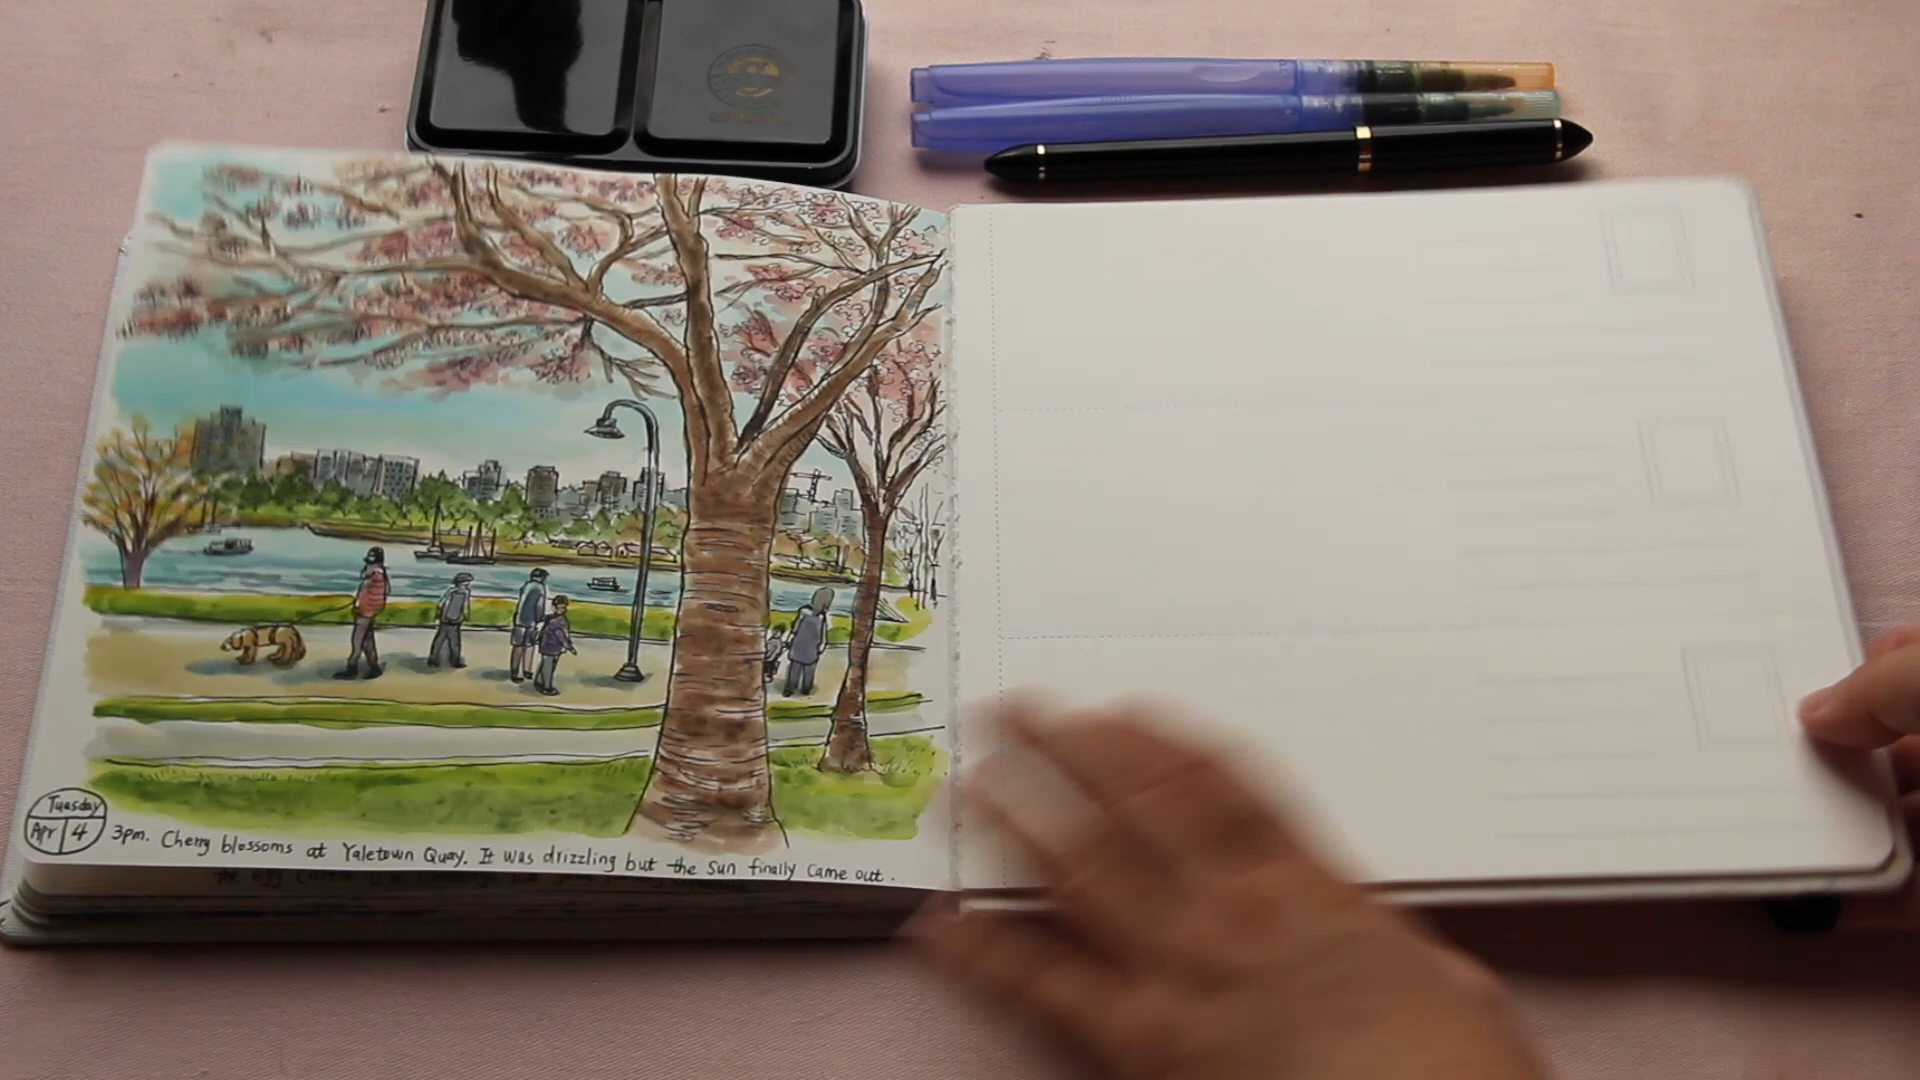 Tuesday
Apr 4
3pm. Cherry blossoms at Yaletown Quay. It was drizzling but the sun finally came out.